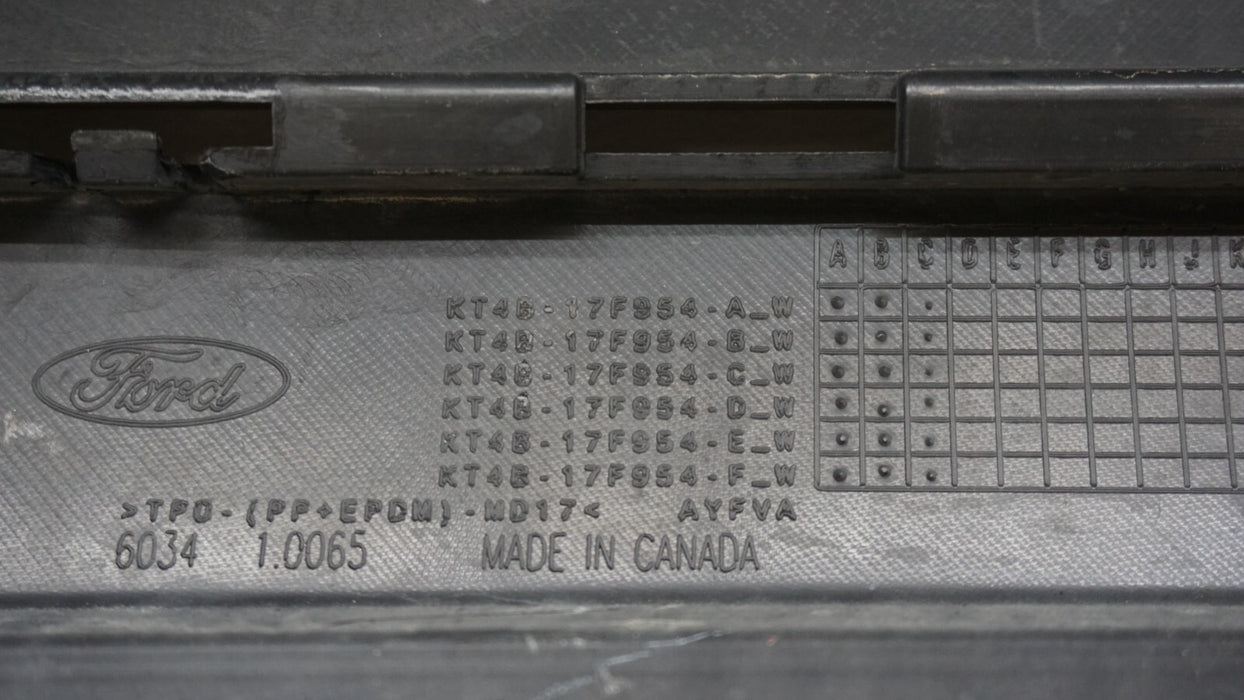 A B C D E F G H J K
Ford
KT4B-17F954-A_W
KT4B-17F954-B_W
KT4B-17F954-C_W
KT4B-17F954-D_W
KT4B-17F954-E_W
KT4B-17F954-F_W
>TPO-(PP+EPDM)-MD17< AYFVA
6034 1.0065 MADE IN CANADA